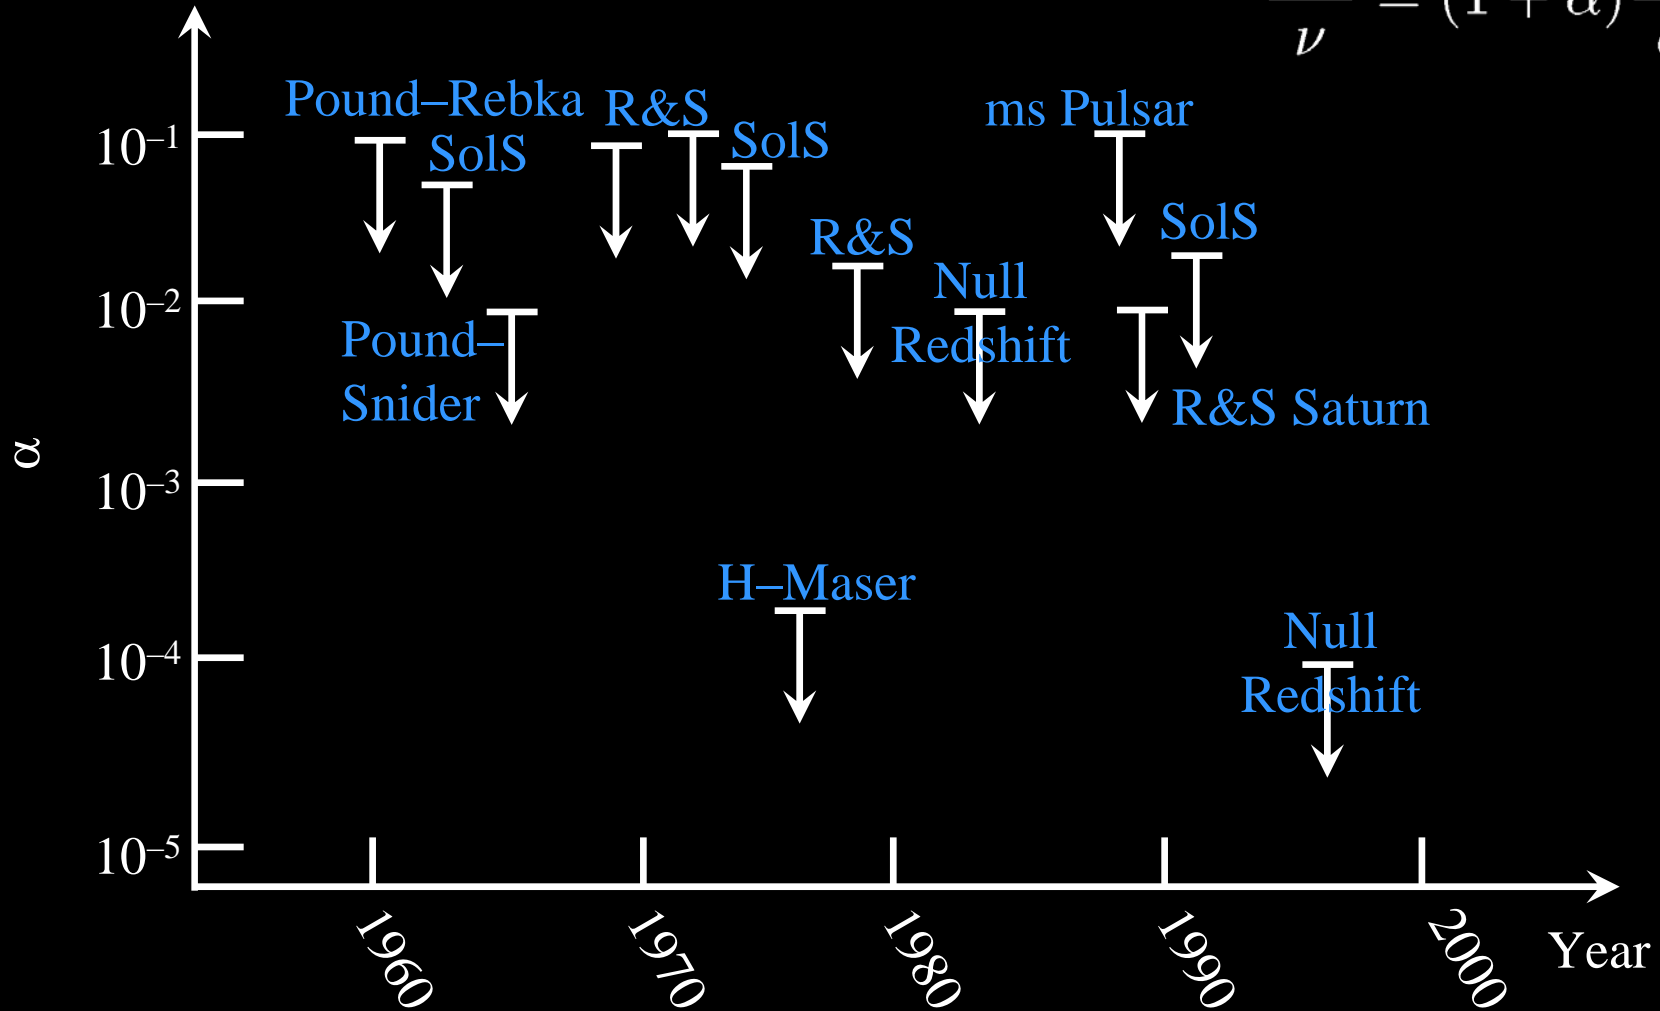 ν = (1 + α)
Pound–Rebka
R&S
ms Pulsar
10⁻¹
SolS
SolS
SolS
R&S
Null
Redshift
10⁻²
Pound–
Snider
R&S Saturn
α
10⁻³
H–Maser
Null
Redshift
10⁻⁴
10⁻⁵
1960
1970
1980
1990
2000
Year